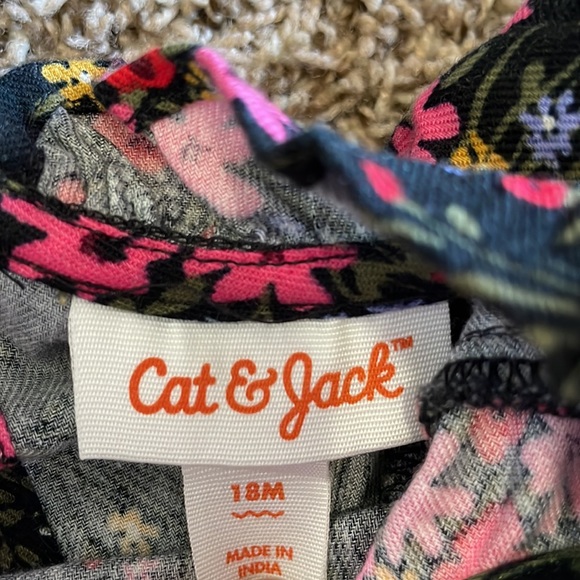 Cat & Jack™
18M
MADE IN
INDIA